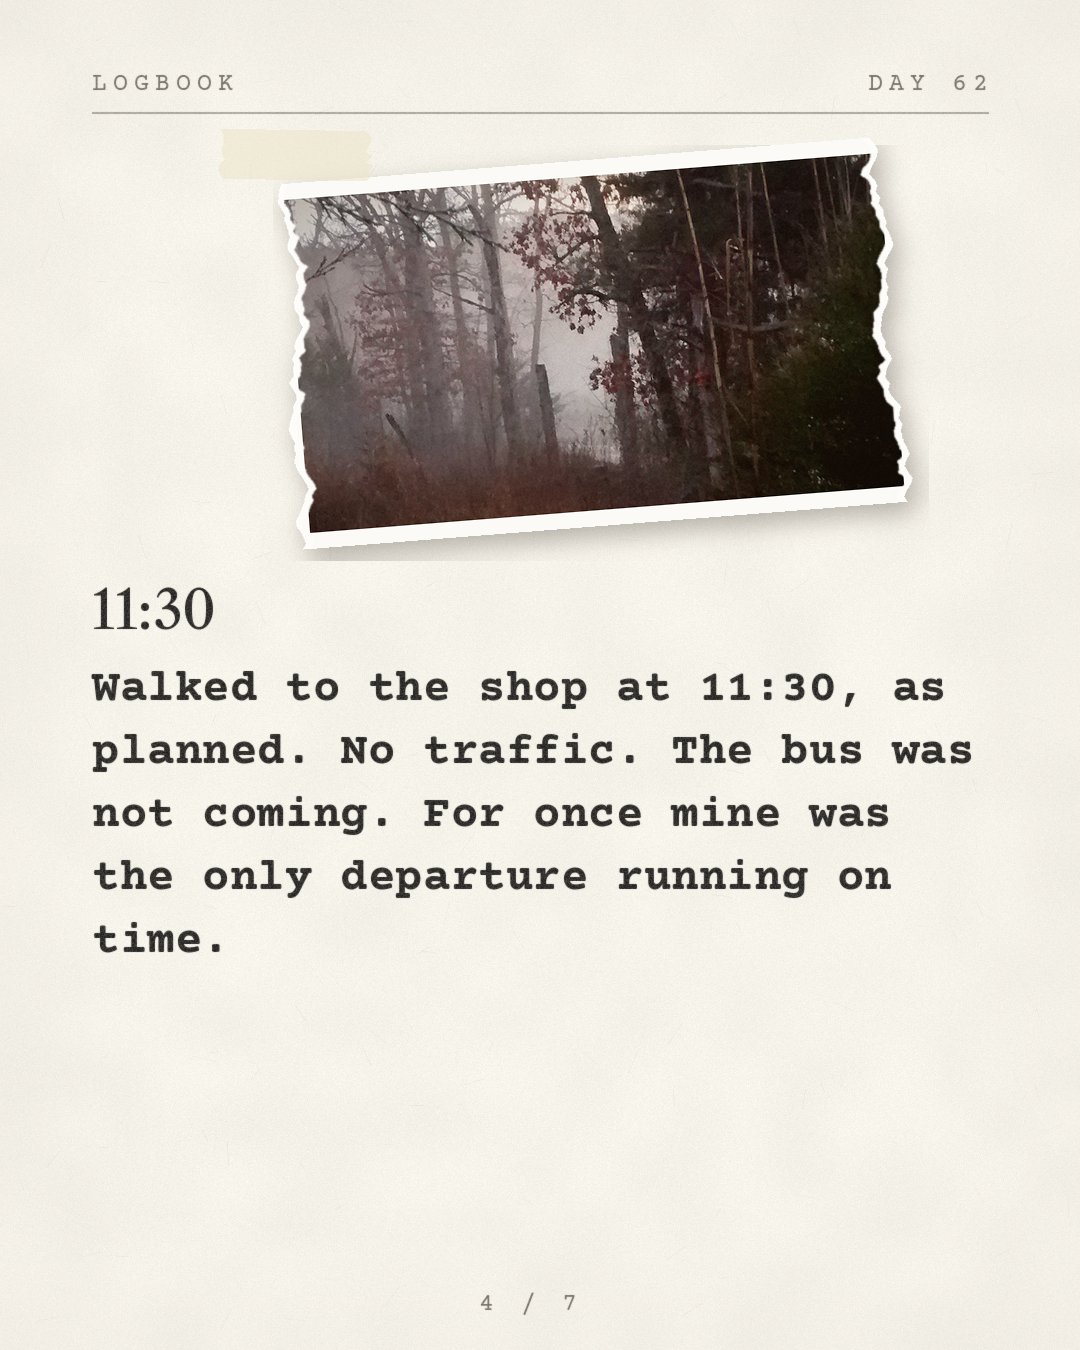 LOGBOOK
DAY 62
11:30
Walked to the shop at 11:30, as
planned. No traffic. The bus was
not coming. For once mine was
the only departure running on
time.
4 / 7